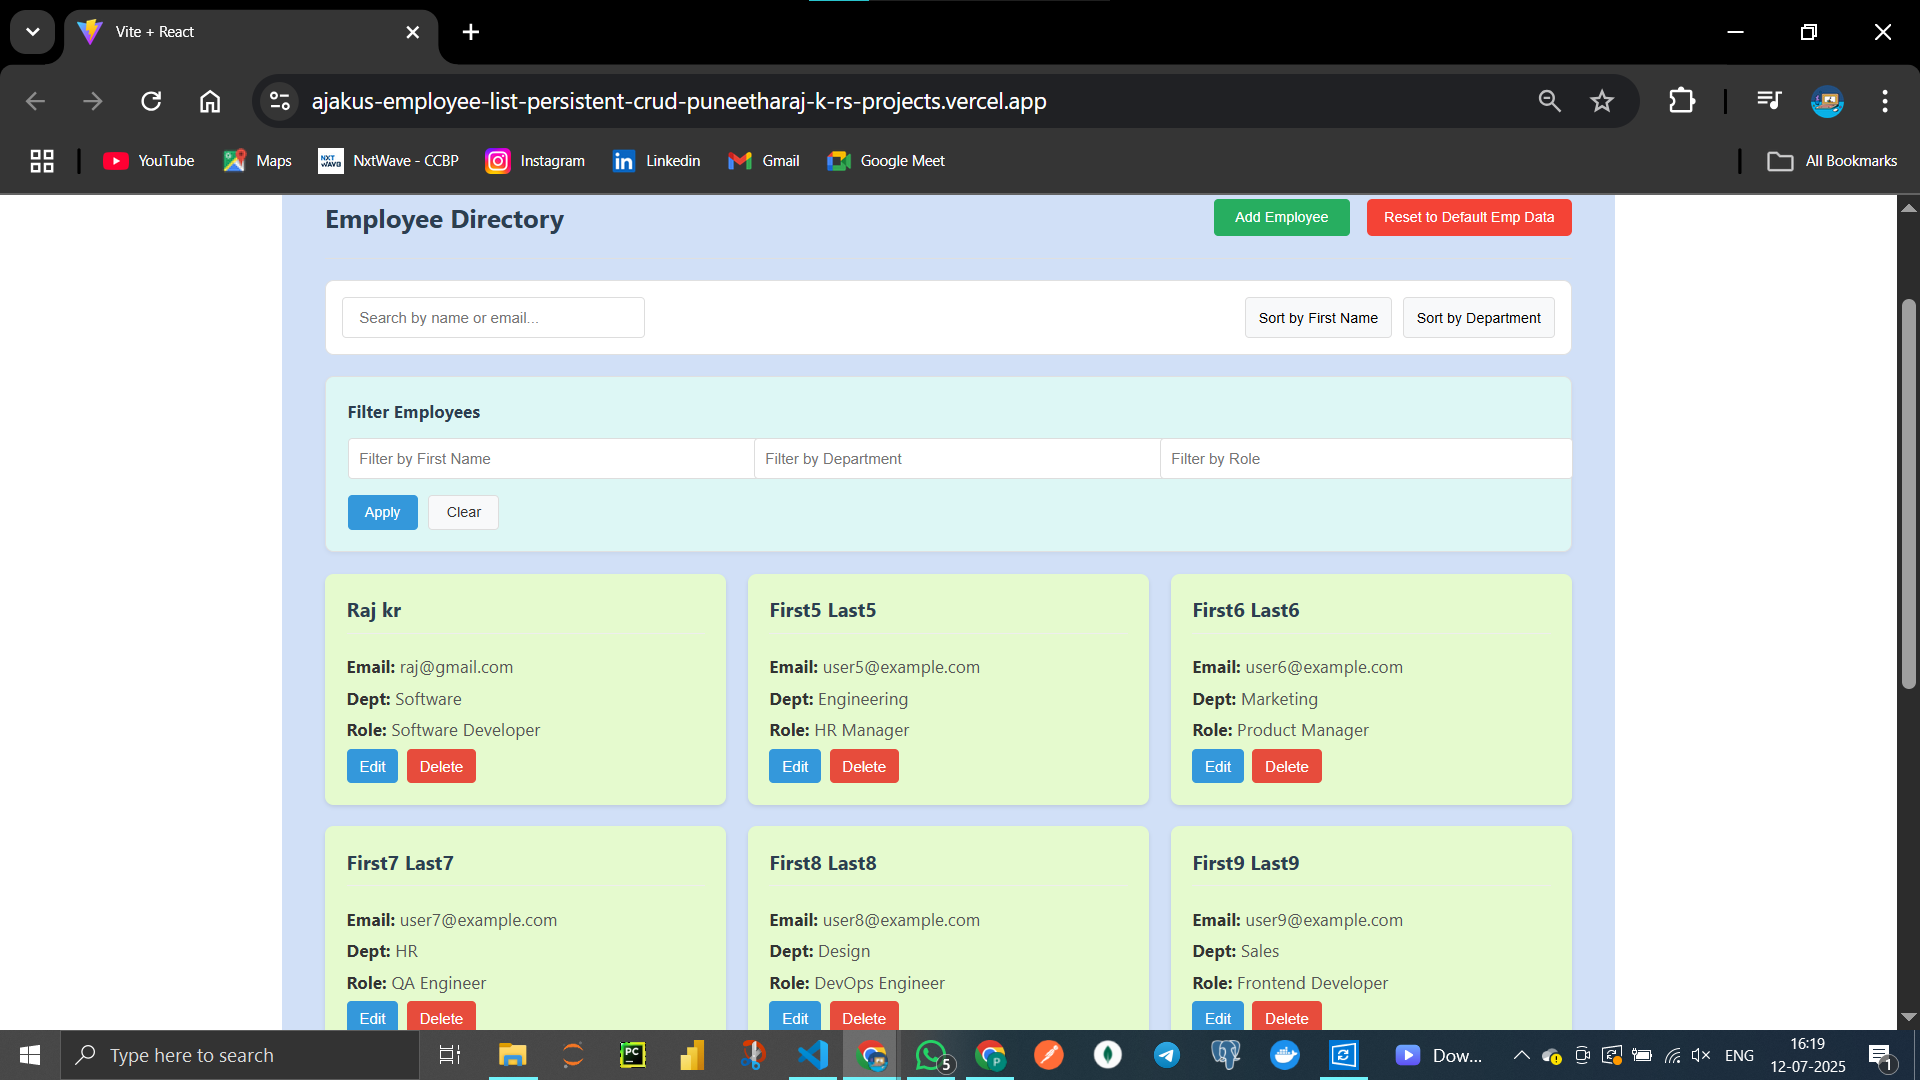 Vite + React
ajakus-employee-list-persistent-crud-puneetharaj-k-rs-projects.vercel.app
YouTube Maps NXT WAVE NxtWave - CCBP Instagram Linkedin Gmail Google Meet All Bookmarks
Employee Directory Add Employee Reset to Default Emp Data
Search by name or email... Sort by First Name Sort by Department
Filter Employees
Filter by First Name Filter by Department Filter by Role
Apply Clear
Raj kr First5 Last5 First6 Last6
Email: raj@gmail.com Email: user5@example.com Email: user6@example.com
Dept: Software Dept: Engineering Dept: Marketing
Role: Software Developer Role: HR Manager Role: Product Manager
Edit Delete Edit Delete Edit Delete
First7 Last7 First8 Last8 First9 Last9
Email: user7@example.com Email: user8@example.com Email: user9@example.com
Dept: HR Dept: Design Dept: Sales
Role: QA Engineer Role: DevOps Engineer Role: Frontend Developer
Edit Delete Edit Delete Edit Delete
Type here to search PC 5 P Dow... ENG 16:19
12-07-2025 1